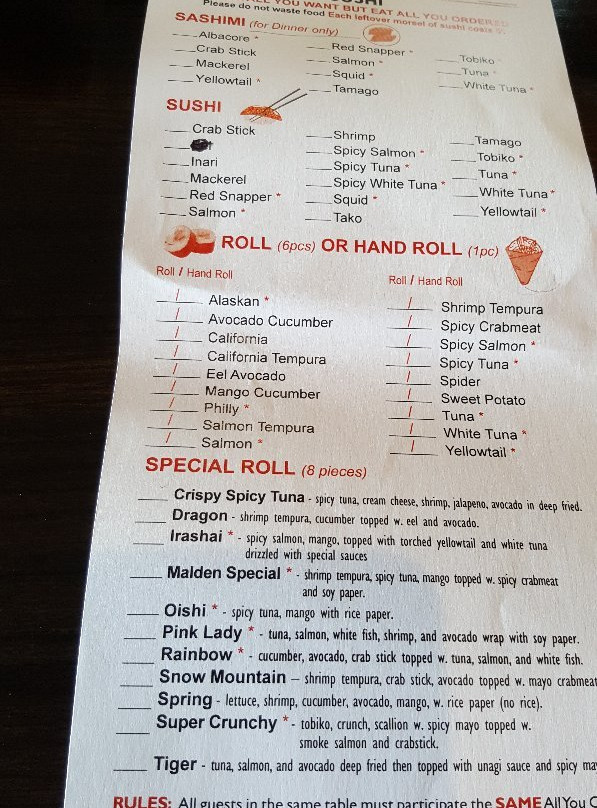 ALL YOU WANT BUT EAT ALL YOU ORDERED
Please do not waste food Each leftover morsel of sushi costs
SASHIMI (for Dinner only)
Albacore *
Crab Stick
Mackerel
Yellowtail *
Red Snapper *
Salmon *
Squid *
Tamago
Tobiko *
Tuna *
White Tuna *
SUSHI
Crab Stick
Inari
Mackerel
Red Snapper *
Salmon *
Shrimp
Spicy Salmon *
Spicy Tuna *
Spicy White Tuna *
Squid *
Tako
Tamago
Tobiko *
Tuna *
White Tuna *
Yellowtail *
ROLL (6pcs) OR HAND ROLL (1pc)
Roll / Hand Roll
/ Alaskan *
/ Avocado Cucumber
/ California
/ California Tempura
/ Eel Avocado
/ Mango Cucumber
/ Philly *
/ Salmon Tempura
/ Salmon *
Roll / Hand Roll
/ Shrimp Tempura
/ Spicy Crabmeat
/ Spicy Salmon *
/ Spicy Tuna *
/ Spider
/ Sweet Potato
/ Tuna *
/ White Tuna *
/ Yellowtail *
SPECIAL ROLL (8 pieces)
Crispy Spicy Tuna - spicy tuna, cream cheese, shrimp, jalapeno, avocado in deep fried.
Dragon - shrimp tempura, cucumber topped w. eel and avocado.
Irashai * - spicy salmon, mango, topped with torched yellowtail and white tuna
drizzled with special sauces
Malden Special * - shrimp tempura, spicy tuna, mango topped w. spicy crabmeat
and soy paper.
Oishi * - spicy tuna, mango with rice paper.
Pink Lady * - tuna, salmon, white fish, shrimp, and avocado wrap with soy paper.
Rainbow * - cucumber, avocado, crab stick topped w. tuna, salmon, and white fish.
Snow Mountain – shrimp tempura, crab stick, avocado topped w. mayo crabmeat
Spring - lettuce, shrimp, cucumber, avocado, mango, w. rice paper (no rice).
Super Crunchy * - tobiko, crunch, scallion w. spicy mayo topped w.
smoke salmon and crabstick.
Tiger - tuna, salmon, and avocado deep fried then topped with unagi sauce and spicy
RULES: All guests in the same table must participate the SAME All You